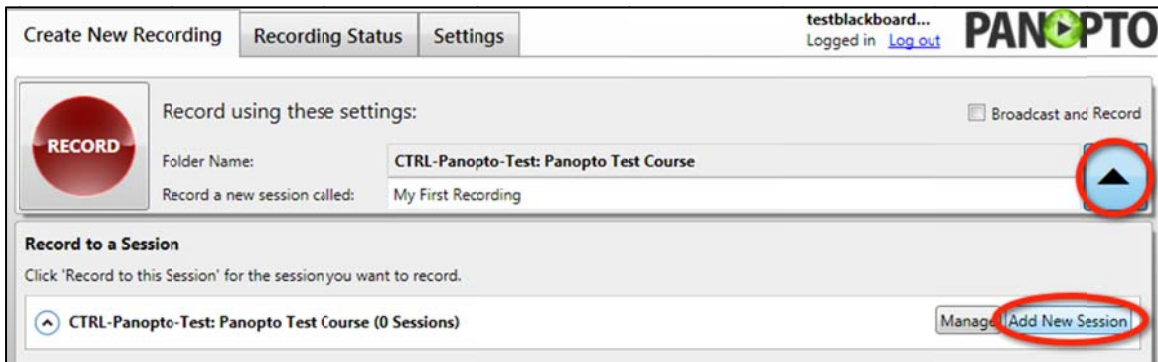 Create New Recording Recording Status Settings
testblackboard...
Logged in Log out
PANOPTO
RECORD
Record using these settings:
Broadcast and Record
Folder Name: CTRL-Panopto-Test: Panopto Test Course
Record a new session called: My First Recording
Record to a Session
Click 'Record to this Session' for the session you want to record.
CTRL-Panopto-Test: Panopto Test Course (0 Sessions)
Manage Add New Session